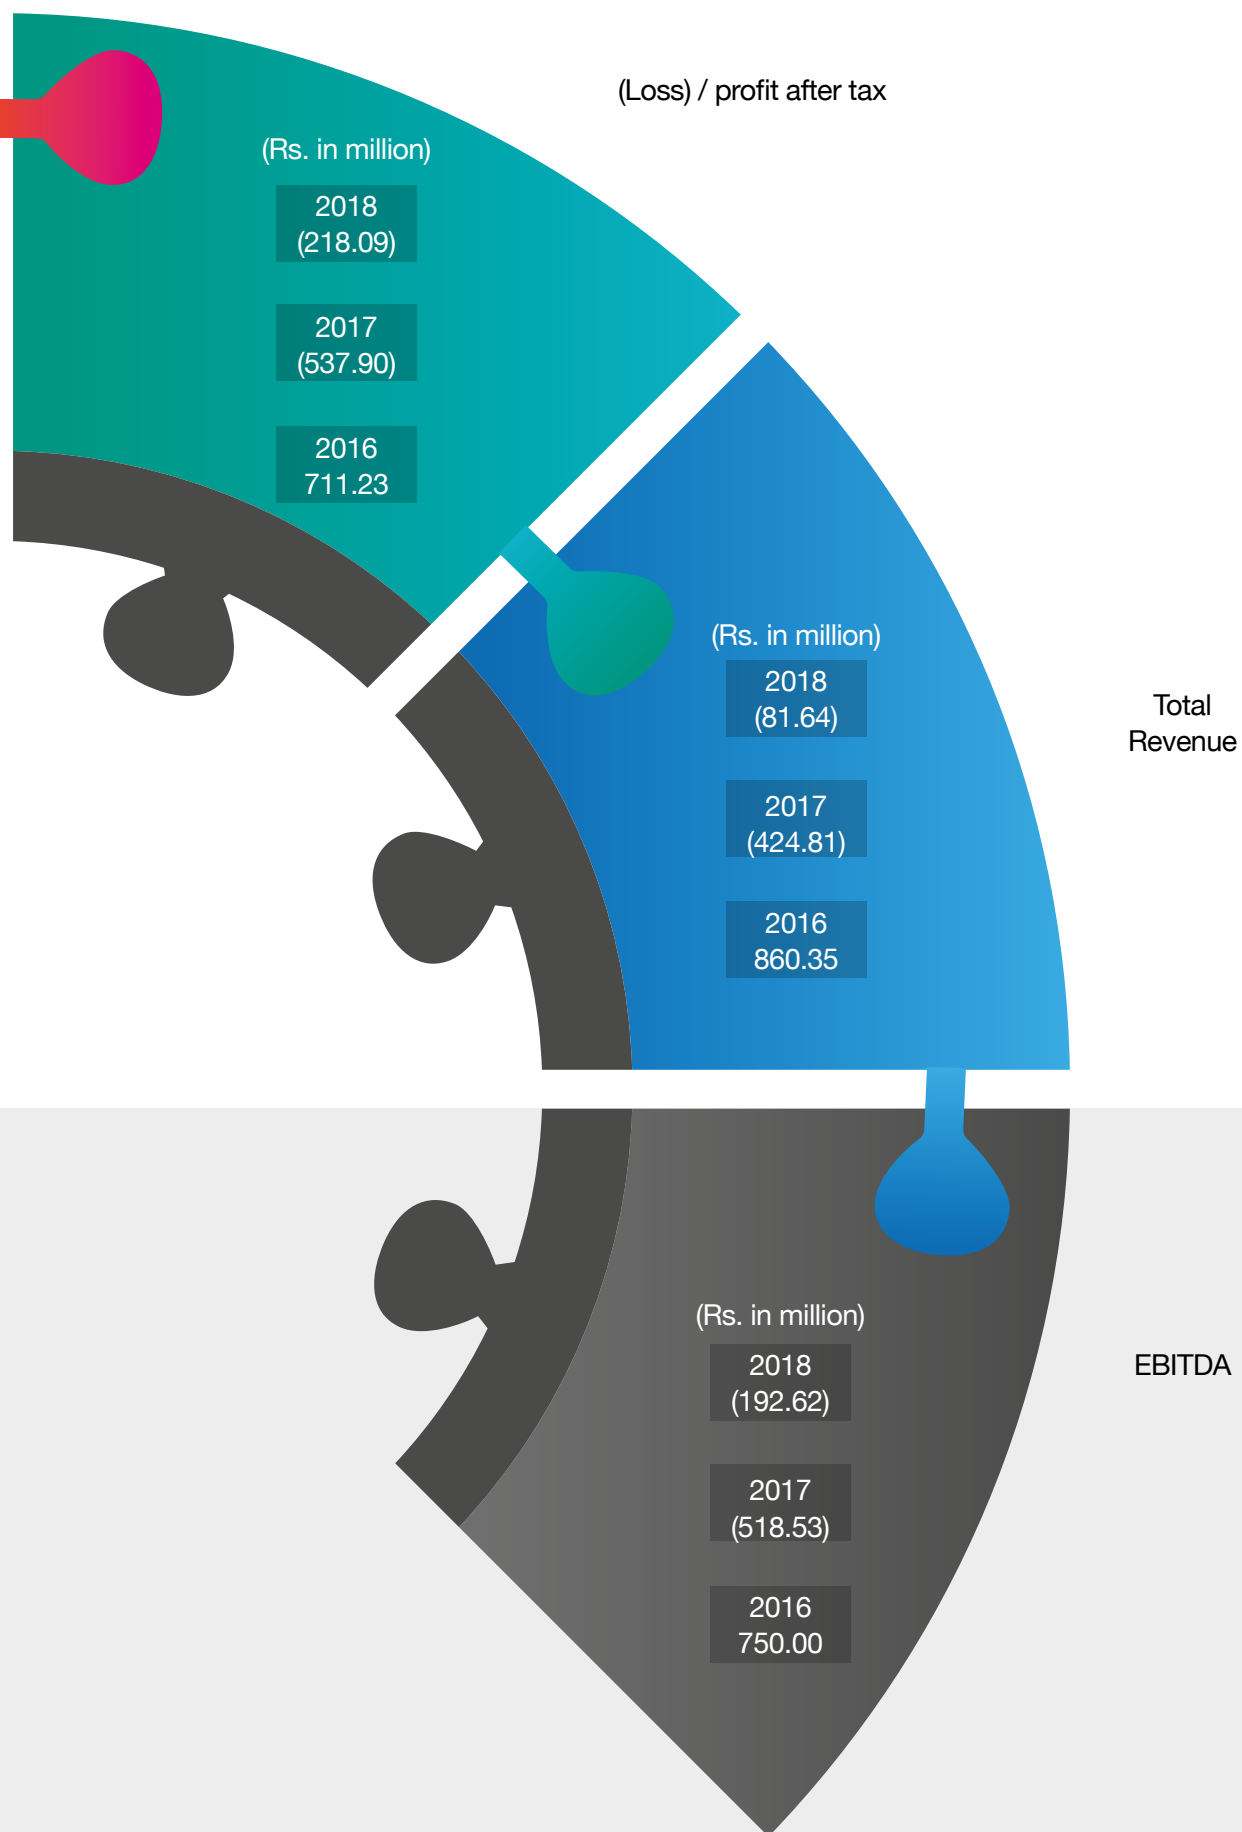 (Loss) / profit after tax
(Rs. in million)
2018
(218.09)
2017
(537.90)
2016
711.23
(Rs. in million)
2018
(81.64)
2017
(424.81)
2016
860.35
Total
Revenue
(Rs. in million)
2018
(192.62)
2017
(518.53)
2016
750.00
EBITDA